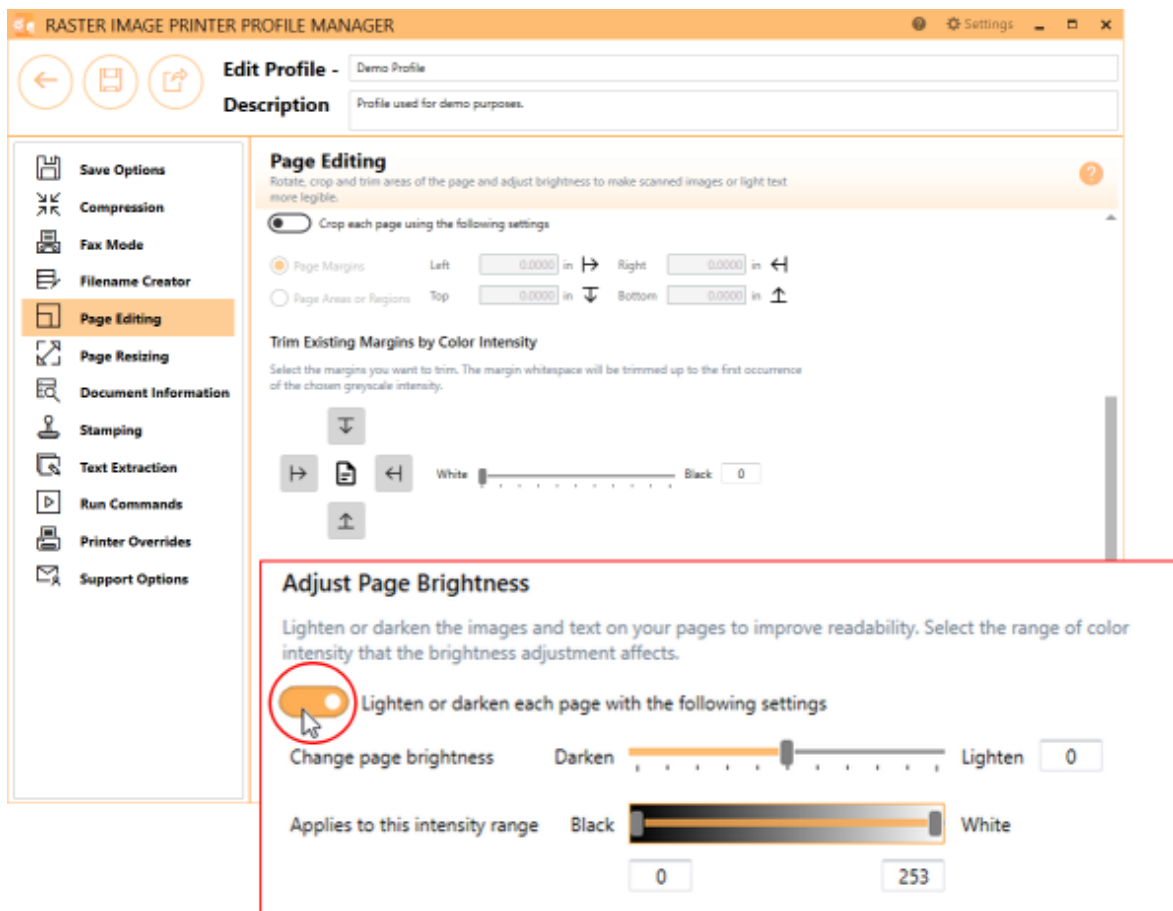 RASTER IMAGE PRINTER PROFILE MANAGER
Settings
Edit Profile - Demo Profile
Description Profile used for demo purposes.
Save Options
Compression
Fax Mode
Filename Creator
Page Editing
Page Resizing
Document Information
Stamping
Text Extraction
Run Commands
Printer Overrides
Support Options
Page Editing
Rotate, crop and trim areas of the page and adjust brightness to make scanned images or light text
more legible.
Crop each page using the following settings
Page Margins Left 0.0000 in Right 0.0000 in
Page Areas or Regions Top 0.0000 in Bottom 0.0000 in
Trim Existing Margins by Color Intensity
Select the margins you want to trim. The margin whitespace will be trimmed up to the first occurrence
of the chosen greyscale intensity.
White Black 0
Adjust Page Brightness
Lighten or darken the images and text on your pages to improve readability. Select the range of color
intensity that the brightness adjustment affects.
Lighten or darken each page with the following settings
Change page brightness Darken Lighten 0
Applies to this intensity range Black White
0 253